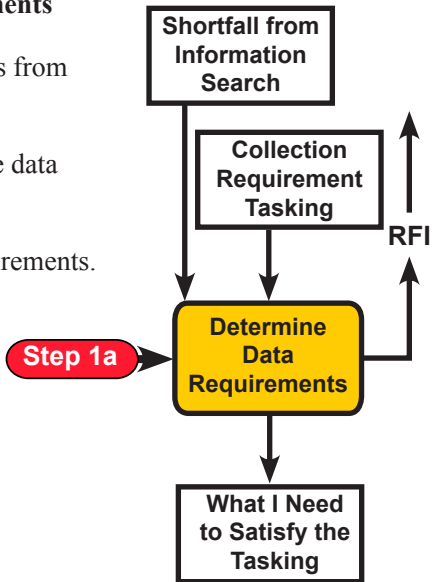 ments
s from
e data
irements.
Shortfall from
Information
Search
Collection
Requirement
Tasking
RFI
Step 1a
Determine
Data
Requirements
What I Need
to Satisfy the
Tasking